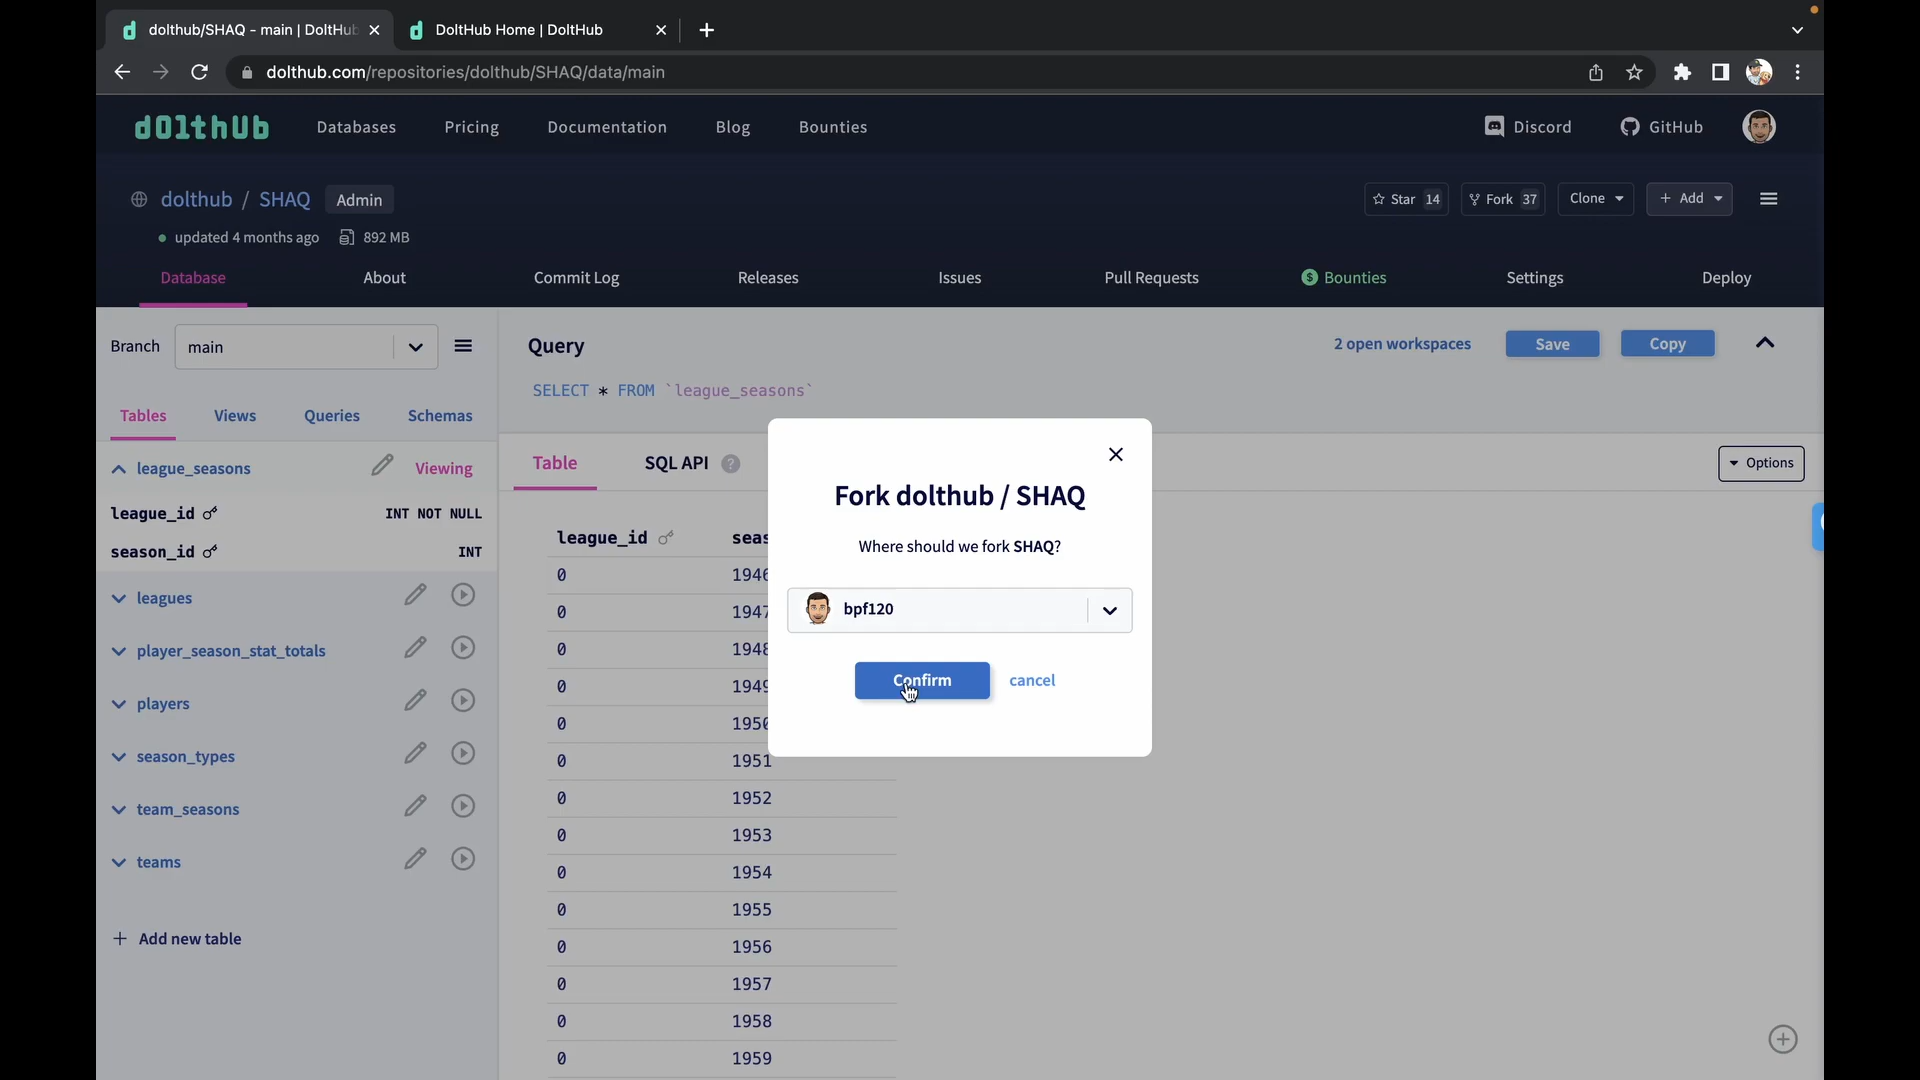 dolthub/SHAQ - main | DoltHub
DoltHub Home | DoltHub
dolthub.com/repositories/dolthub/SHAQ/data/main
dolthub
Databases
Pricing
Documentation
Blog
Bounties
Discord
GitHub
dolthub / SHAQ
Admin
Star 14
Fork 37
Clone
+ Add
updated 4 months ago
892 MB
Database
About
Commit Log
Releases
Issues
Pull Requests
$ Bounties
Settings
Deploy
Branch
main
Query
2 open workspaces
Save
Copy
SELECT * FROM `league_seasons`
Tables
Views
Queries
Schemas
league_seasons
Viewing
league_id
INT NOT NULL
season_id
INT
leagues
player_season_stat_totals
players
season_types
team_seasons
teams
+ Add new table
Table
SQL API ?
Options
league_id
seas
0 1946
0 1947
0 1948
0 1949
0 1950
0 1951
0 1952
0 1953
0 1954
0 1955
0 1956
0 1957
0 1958
0 1959
Fork dolthub / SHAQ
Where should we fork SHAQ?
bpf120
Confirm
cancel